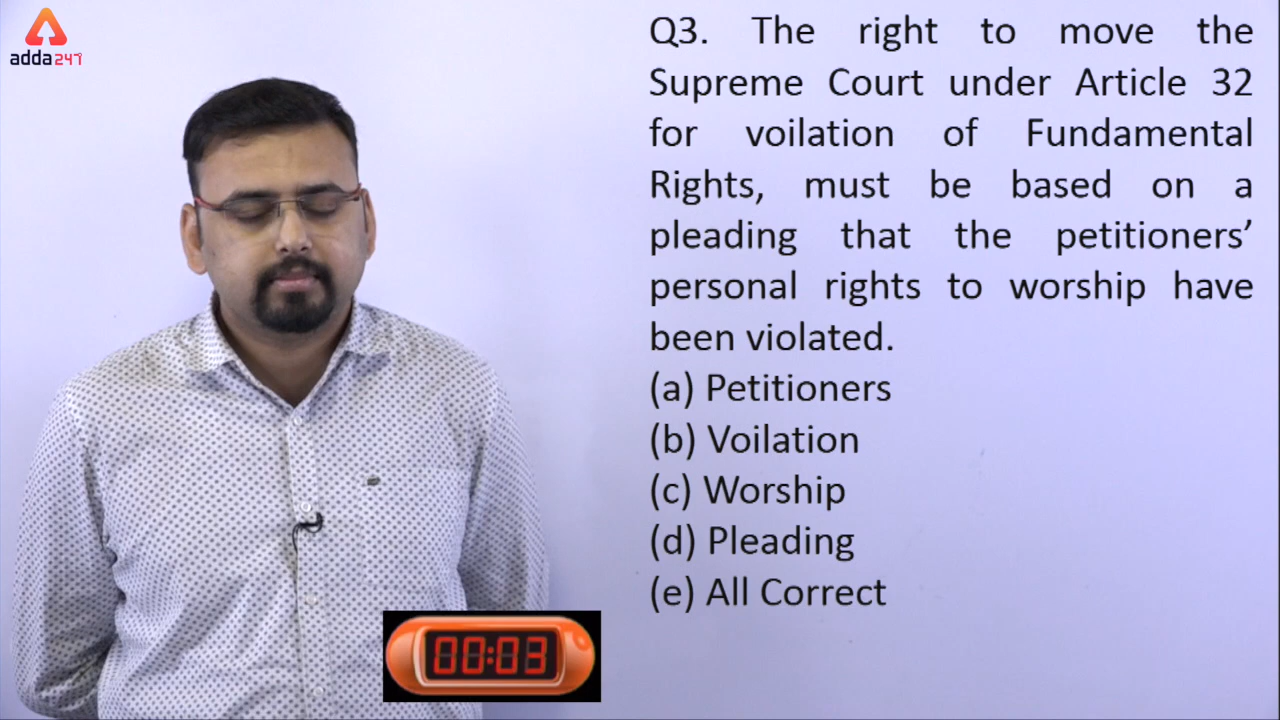 adda247
Q3. The right to move the
Supreme Court under Article 32
for voilation of Fundamental
Rights, must be based on a
pleading that the petitioners’
personal rights to worship have
been violated.
(a) Petitioners
(b) Voilation
(c) Worship
(d) Pleading
(e) All Correct
00:03